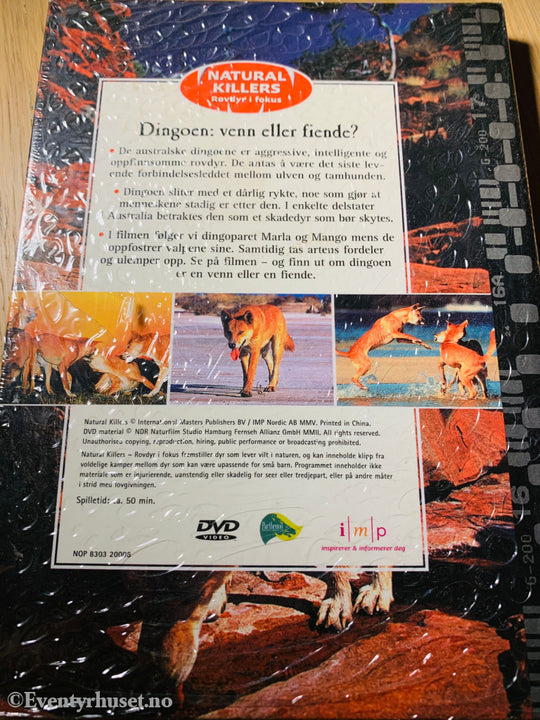 NATURAL
KILLERS
Rovdyr i fokus
Dingoen: venn eller fiende?
• De australske dingoene er aggressive, intelligente og
oppfinnsomme rovdyr. De antas å være det siste lev-
ende forbindelsesleddet mellom ulven og tamhunden.
• Dingoen sliter med et dårlig rykte, noe som gjør at
menneskene stadig er etter den. I enkelte delstater
Australia betraktes den som et skadedyr som bør skytes.
• I filmen følger vi dingoparet Marla og Mango mens de
oppfostrer valpene sine. Samtidig tas artens fordeler
og ulemper opp. Se på filmen – og finn ut om dingoen
er en venn eller en fiende.
Natural Killers © International Masters Publishers BV / IMP Nordic AB MMV. Printed in China.
DVD material © NDR Naturfilm Studio Hamburg Fernseh Allianz GmbH MMII. All rights reserved.
Unauthorised copying, reproduction, hiring, public performance or broadcasting prohibited.
Natural Killers – Rovdyr i fokus fremstiller dyr som lever vilt i naturen, og kan inneholde klipp fra
voldelige kamper mellom dyr som kan være upassende for små barn. Programmet inneholder ikke
materiale som er injurierende, uanstendig eller skadelig for seer eller tredjepart, eller på andre måter
i strid med lovgivningen.
Spilletid: ca. 50 min.
DVD
VIDEO
i m p
inspirerer & informerer deg
NOP 8303 20005
G-200
17
16A
24
16
G-200
©Eventyrhuset.no